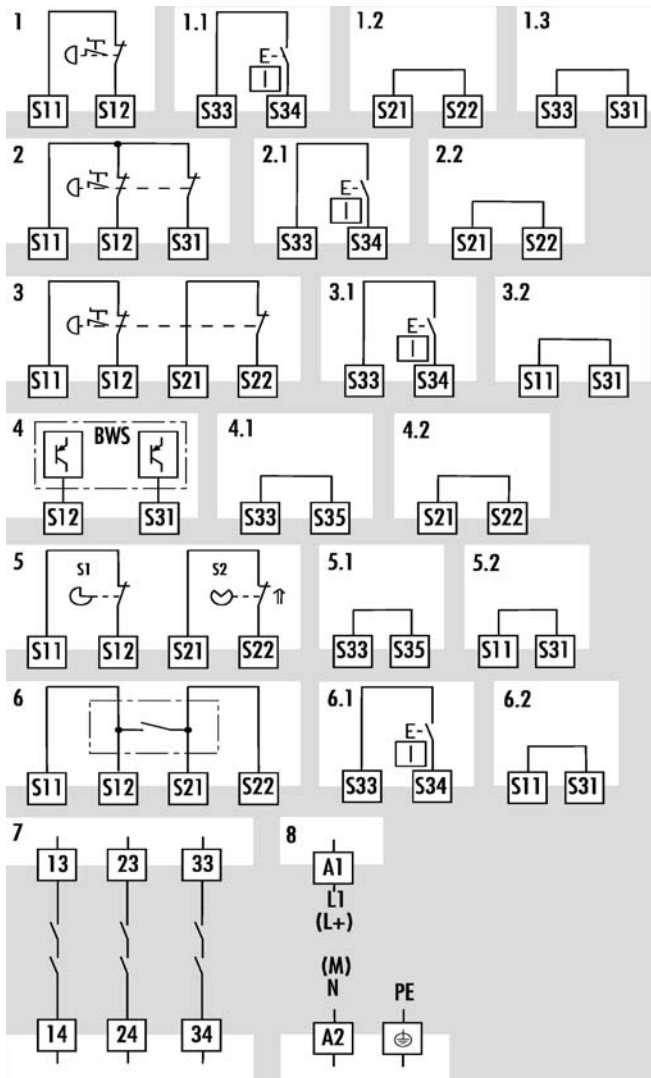 1 1.1 1.2 1.3
E-
I
S11 S12 S33 S34 S21 S22 S33 S31
2 2.1 2.2
E-
I
S11 S12 S31 S33 S34 S21 S22
3 3.1 3.2
E-
I
S11 S12 S21 S22 S33 S34 S11 S31
4 BWS 4.1 4.2
S12 S31 S33 S35 S21 S22
5 S1 S2 5.1 5.2
S11 S12 S21 S22 S33 S35 S11 S31
6 6.1 6.2
E-
I
S11 S12 S21 S22 S33 S34 S11 S31
7 8
13 23 33 A1
L1
(L+)
(M)
N PE
14 24 34 A2